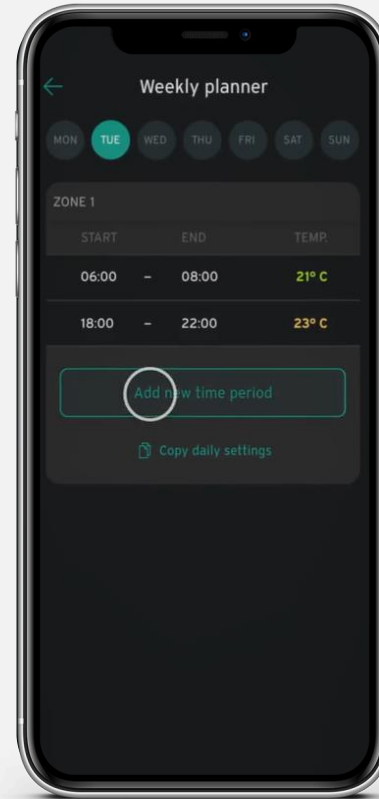 Weekly planner
MON TUE WED THU FRI SAT SUN
ZONE 1
START END TEMP.
06:00 – 08:00 21° C
18:00 – 22:00 23° C
Add new time period
Copy daily settings